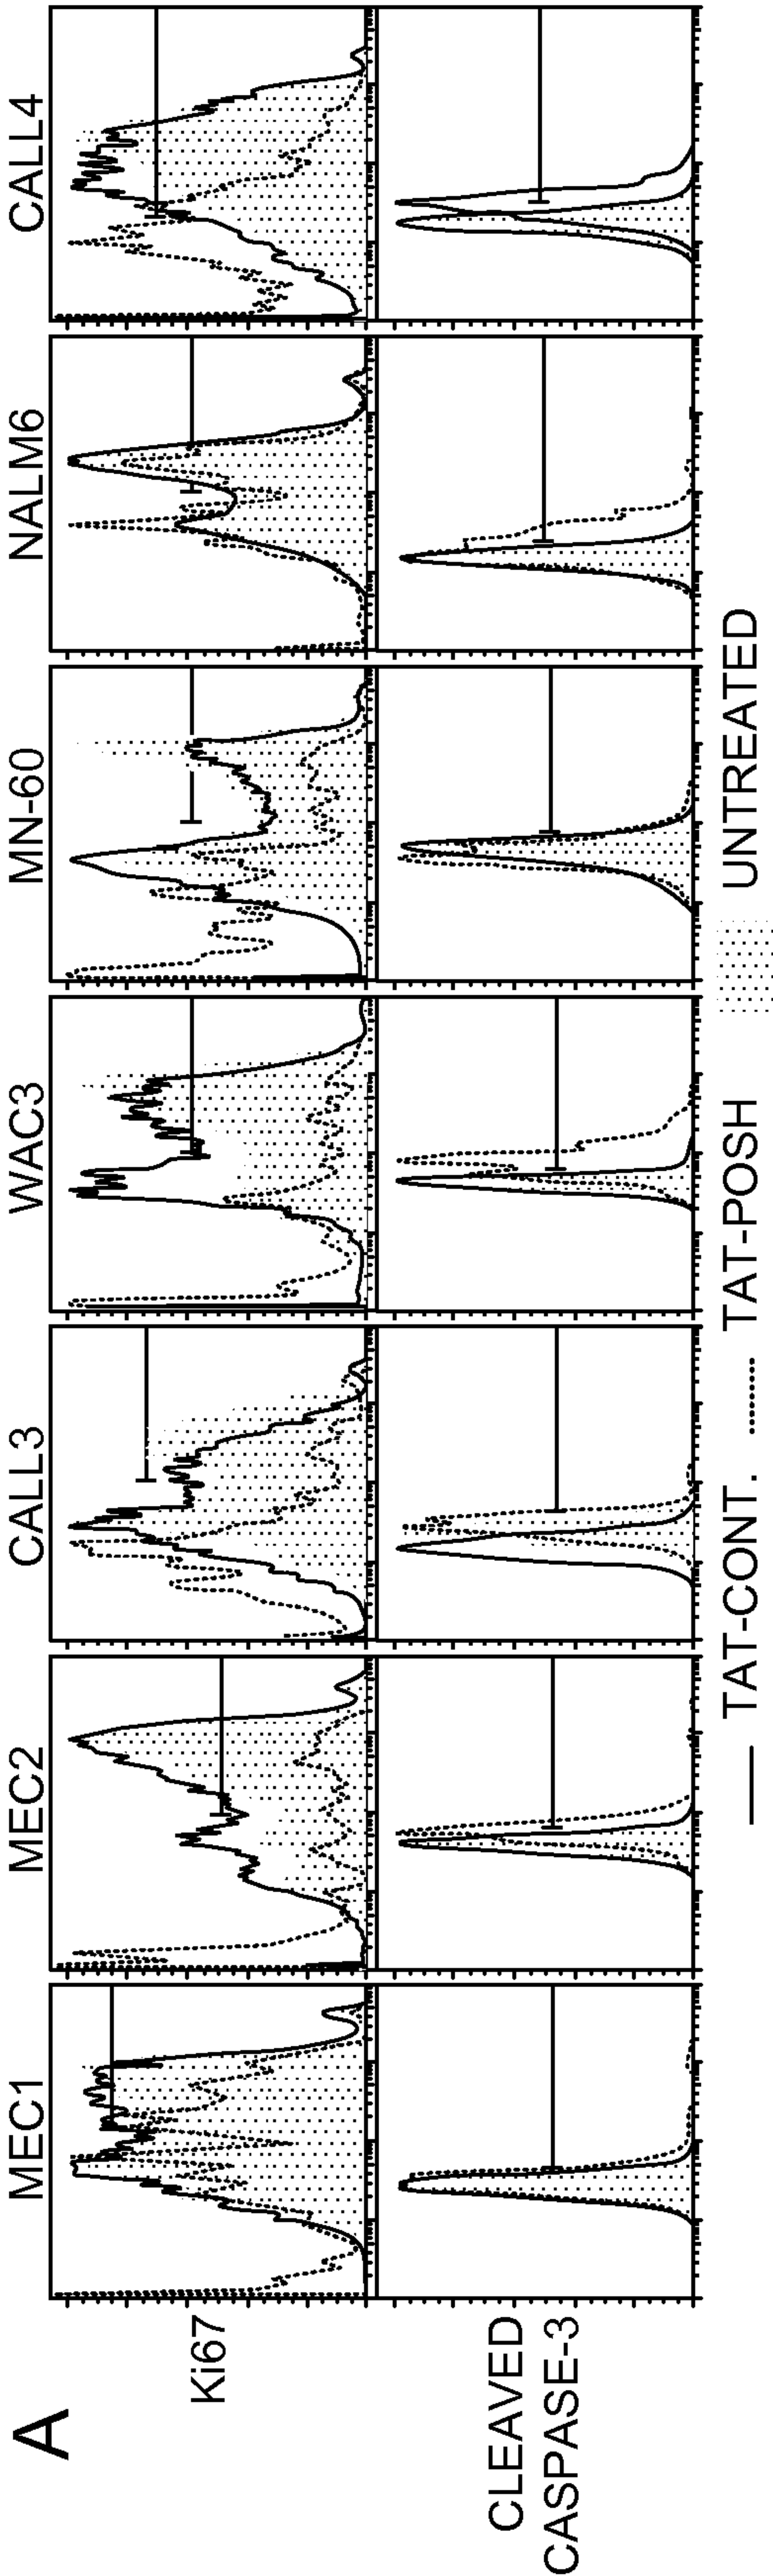 A
MEC1 MEC2 CALL3 WAC3 MN-60 NALM6 CALL4
Ki67
CLEAVED
CASPASE-3
TAT-CONT. TAT-POSH UNTREATED